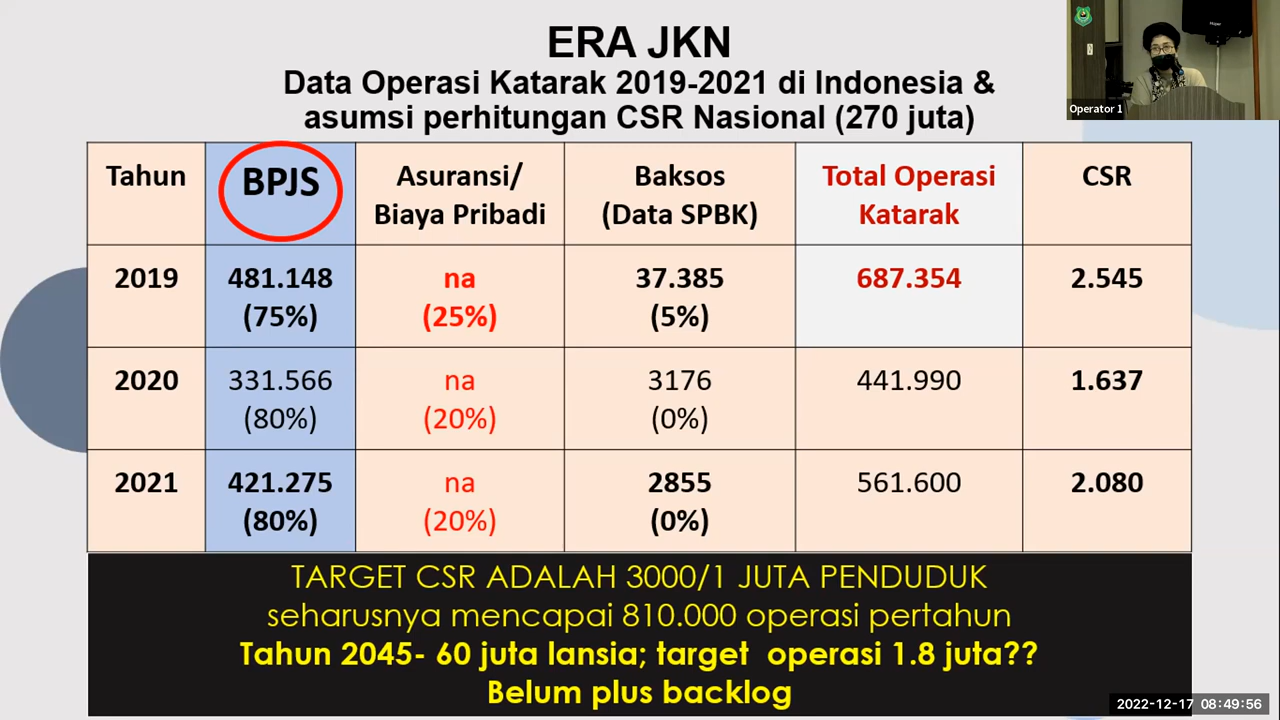 ERA JKN
Data Operasi Katarak 2019-2021 di Indonesia &
asumsi perhitungan CSR Nasional (270 juta)
Operator 1
Tahun BPJS Asuransi/ Biaya Pribadi Baksos (Data SPBK) Total Operasi Katarak CSR
2019 481.148 (75%) na (25%) 37.385 (5%) 687.354 2.545
2020 331.566 (80%) na (20%) 3176 (0%) 441.990 1.637
2021 421.275 (80%) na (20%) 2855 (0%) 561.600 2.080
TARGET CSR ADALAH 3000/1 JUTA PENDUDUK
seharusnya mencapai 810.000 operasi pertahun
Tahun 2045- 60 juta lansia; target operasi 1.8 juta??
Belum plus backlog
2022-12-17 08:49:56